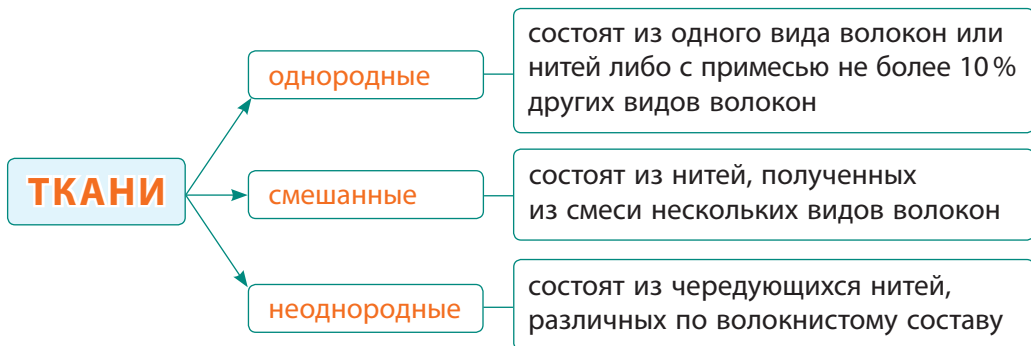 ТКАНИ
однородные
состоят из одного вида волокон или
нитей либо с примесью не более 10 %
других видов волокон
смешанные
состоят из нитей, полученных
из смеси нескольких видов волокон
неоднородные
состоят из чередующихся нитей,
различных по волокнистому составу